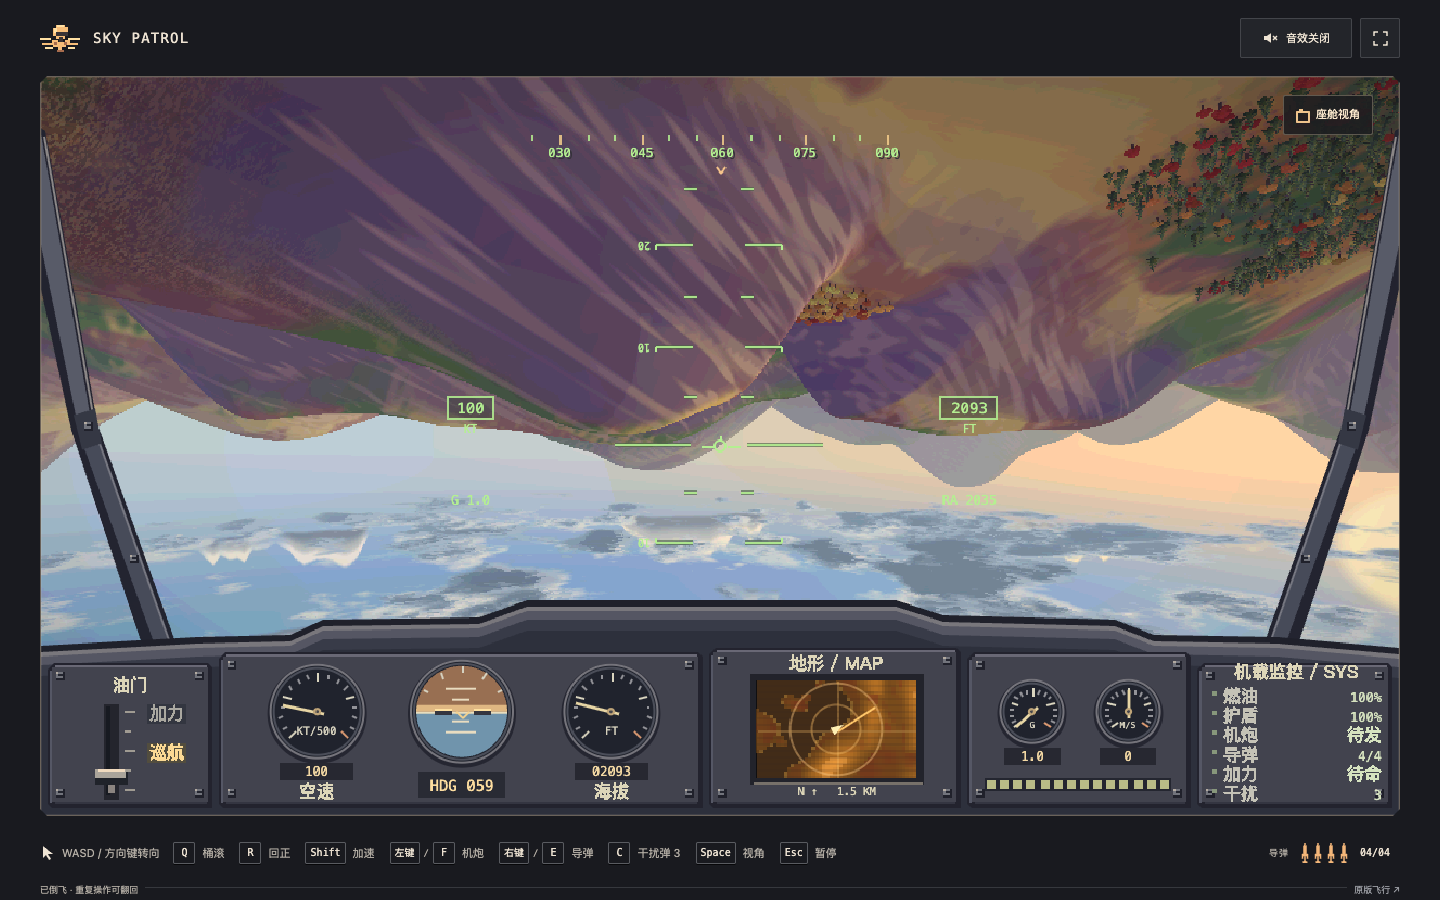 SKY PATROL
音效关闭
座舱视角
030 045 060 075 090
20
10
100
KT
2093
FT
G 1.0
RA 2035
油门
加力
巡航
KT/500
100
空速
HDG 059
FT
02093
海拔
地形 / MAP
N ↑ 1.5 KM
G
1.0
M/S
0
机载监控 / SYS
燃油 100%
护盾 100%
机炮 待发
导弹 4/4
加力 待命
干扰 3
WASD / 方向键转向 Q 桶滚 R 回正 Shift 加速 左键 / F 机炮 右键 / E 导弹 C 干扰弹 3 Space 视角 Esc 暂停
导弹 04/04
已倒飞 · 重复操作可翻回
原版飞行 ↗